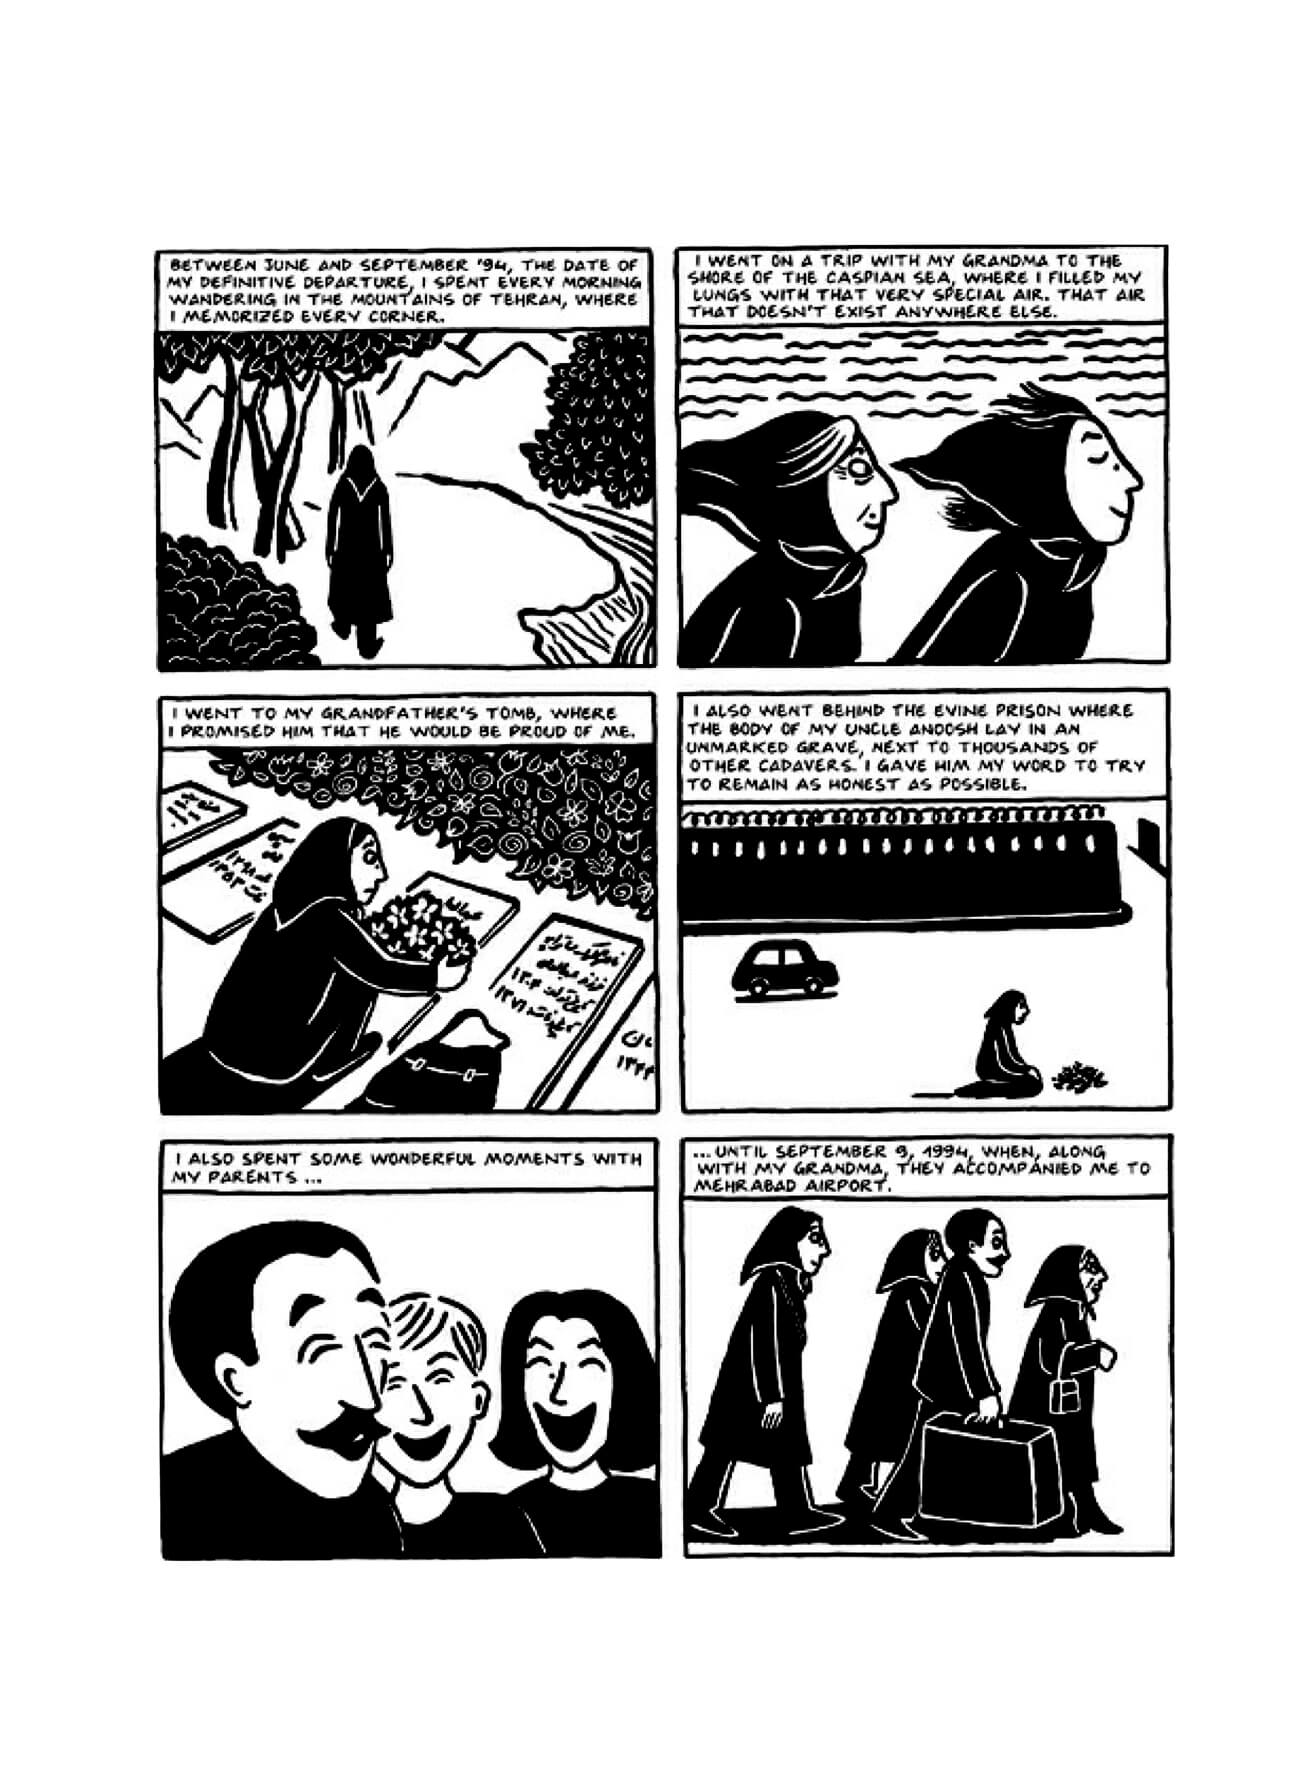 BETWEEN JUNE AND SEPTEMBER '94, THE DATE OF
MY DEFINITIVE DEPARTURE, I SPENT EVERY MORNING
WANDERING IN THE MOUNTAINS OF TEHRAN, WHERE
I MEMORIZED EVERY CORNER.
I WENT ON A TRIP WITH MY GRANDMA TO THE
SHORE OF THE CASPIAN SEA, WHERE I FILLED MY
LUNGS WITH THAT VERY SPECIAL AIR. THAT AIR
THAT DOESN'T EXIST ANYWHERE ELSE.
I WENT TO MY GRANDFATHER'S TOMB, WHERE
I PROMISED HIM THAT HE WOULD BE PROUD OF ME.
۱۳۵۳
۱۳۰۲
۱۳۷۱
I ALSO WENT BEHIND THE EVINE PRISON WHERE
THE BODY OF MY UNCLE ANOOSH LAY IN AN
UNMARKED GRAVE, NEXT TO THOUSANDS OF
OTHER CADAVERS. I GAVE HIM MY WORD TO TRY
TO REMAIN AS HONEST AS POSSIBLE.
I ALSO SPENT SOME WONDERFUL MOMENTS WITH
MY PARENTS ...
... UNTIL SEPTEMBER 9, 1994, WHEN, ALONG
WITH MY GRANDMA, THEY ACCOMPANIED ME TO
MEHRABAD AIRPORT.